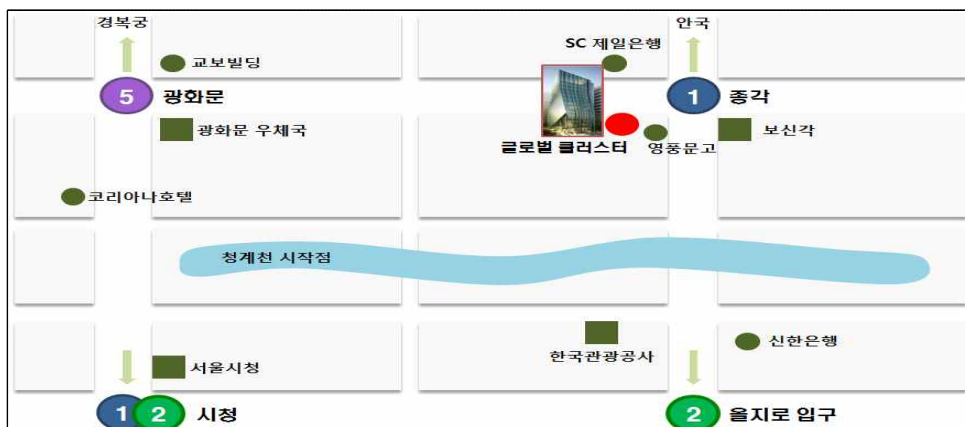 경복궁
안국
SC 제일은행
교보빌딩
5 광화문
1 종각
광화문 우체국
보신각
글로벌 클러스터
영풍문고
코리아나호텔
청계천 시작점
한국관광공사
신한은행
서울시청
1 2 시청
2 을지로 입구